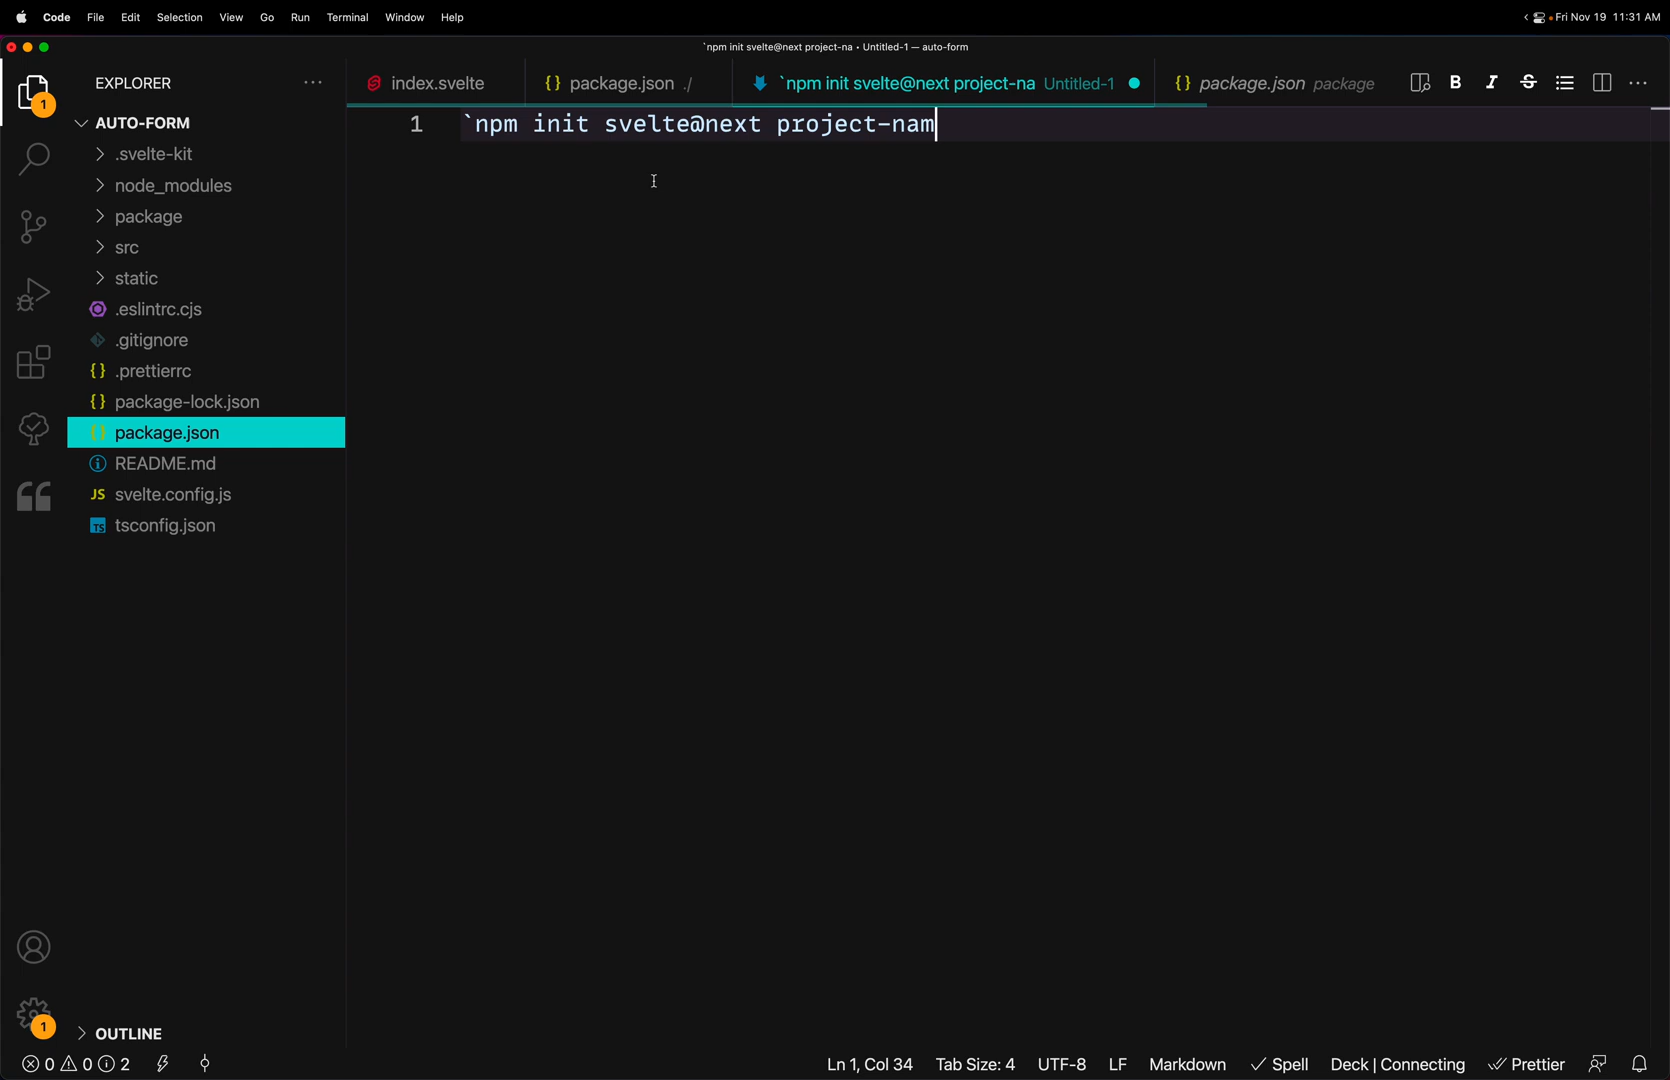 Code File Edit Selection View Go Run Terminal Window Help Fri Nov 19 11:31 AM
`npm init svelte@next project-na • Untitled-1 — auto-form
EXPLORER
index.svelte
{} package.json ./
`npm init svelte@next project-na Untitled-1
{} package.json package
B I S
1
AUTO-FORM
1 `npm init svelte@next project-nam
.svelte-kit
node_modules
package
src
static
.eslintrc.cjs
.gitignore
{} .prettierrc
{} package-lock.json
{} package.json
README.md
JS svelte.config.js
TS tsconfig.json
1
OUTLINE
0 0 2 Ln 1, Col 34 Tab Size: 4 UTF-8 LF Markdown Spell Deck | Connecting Prettier